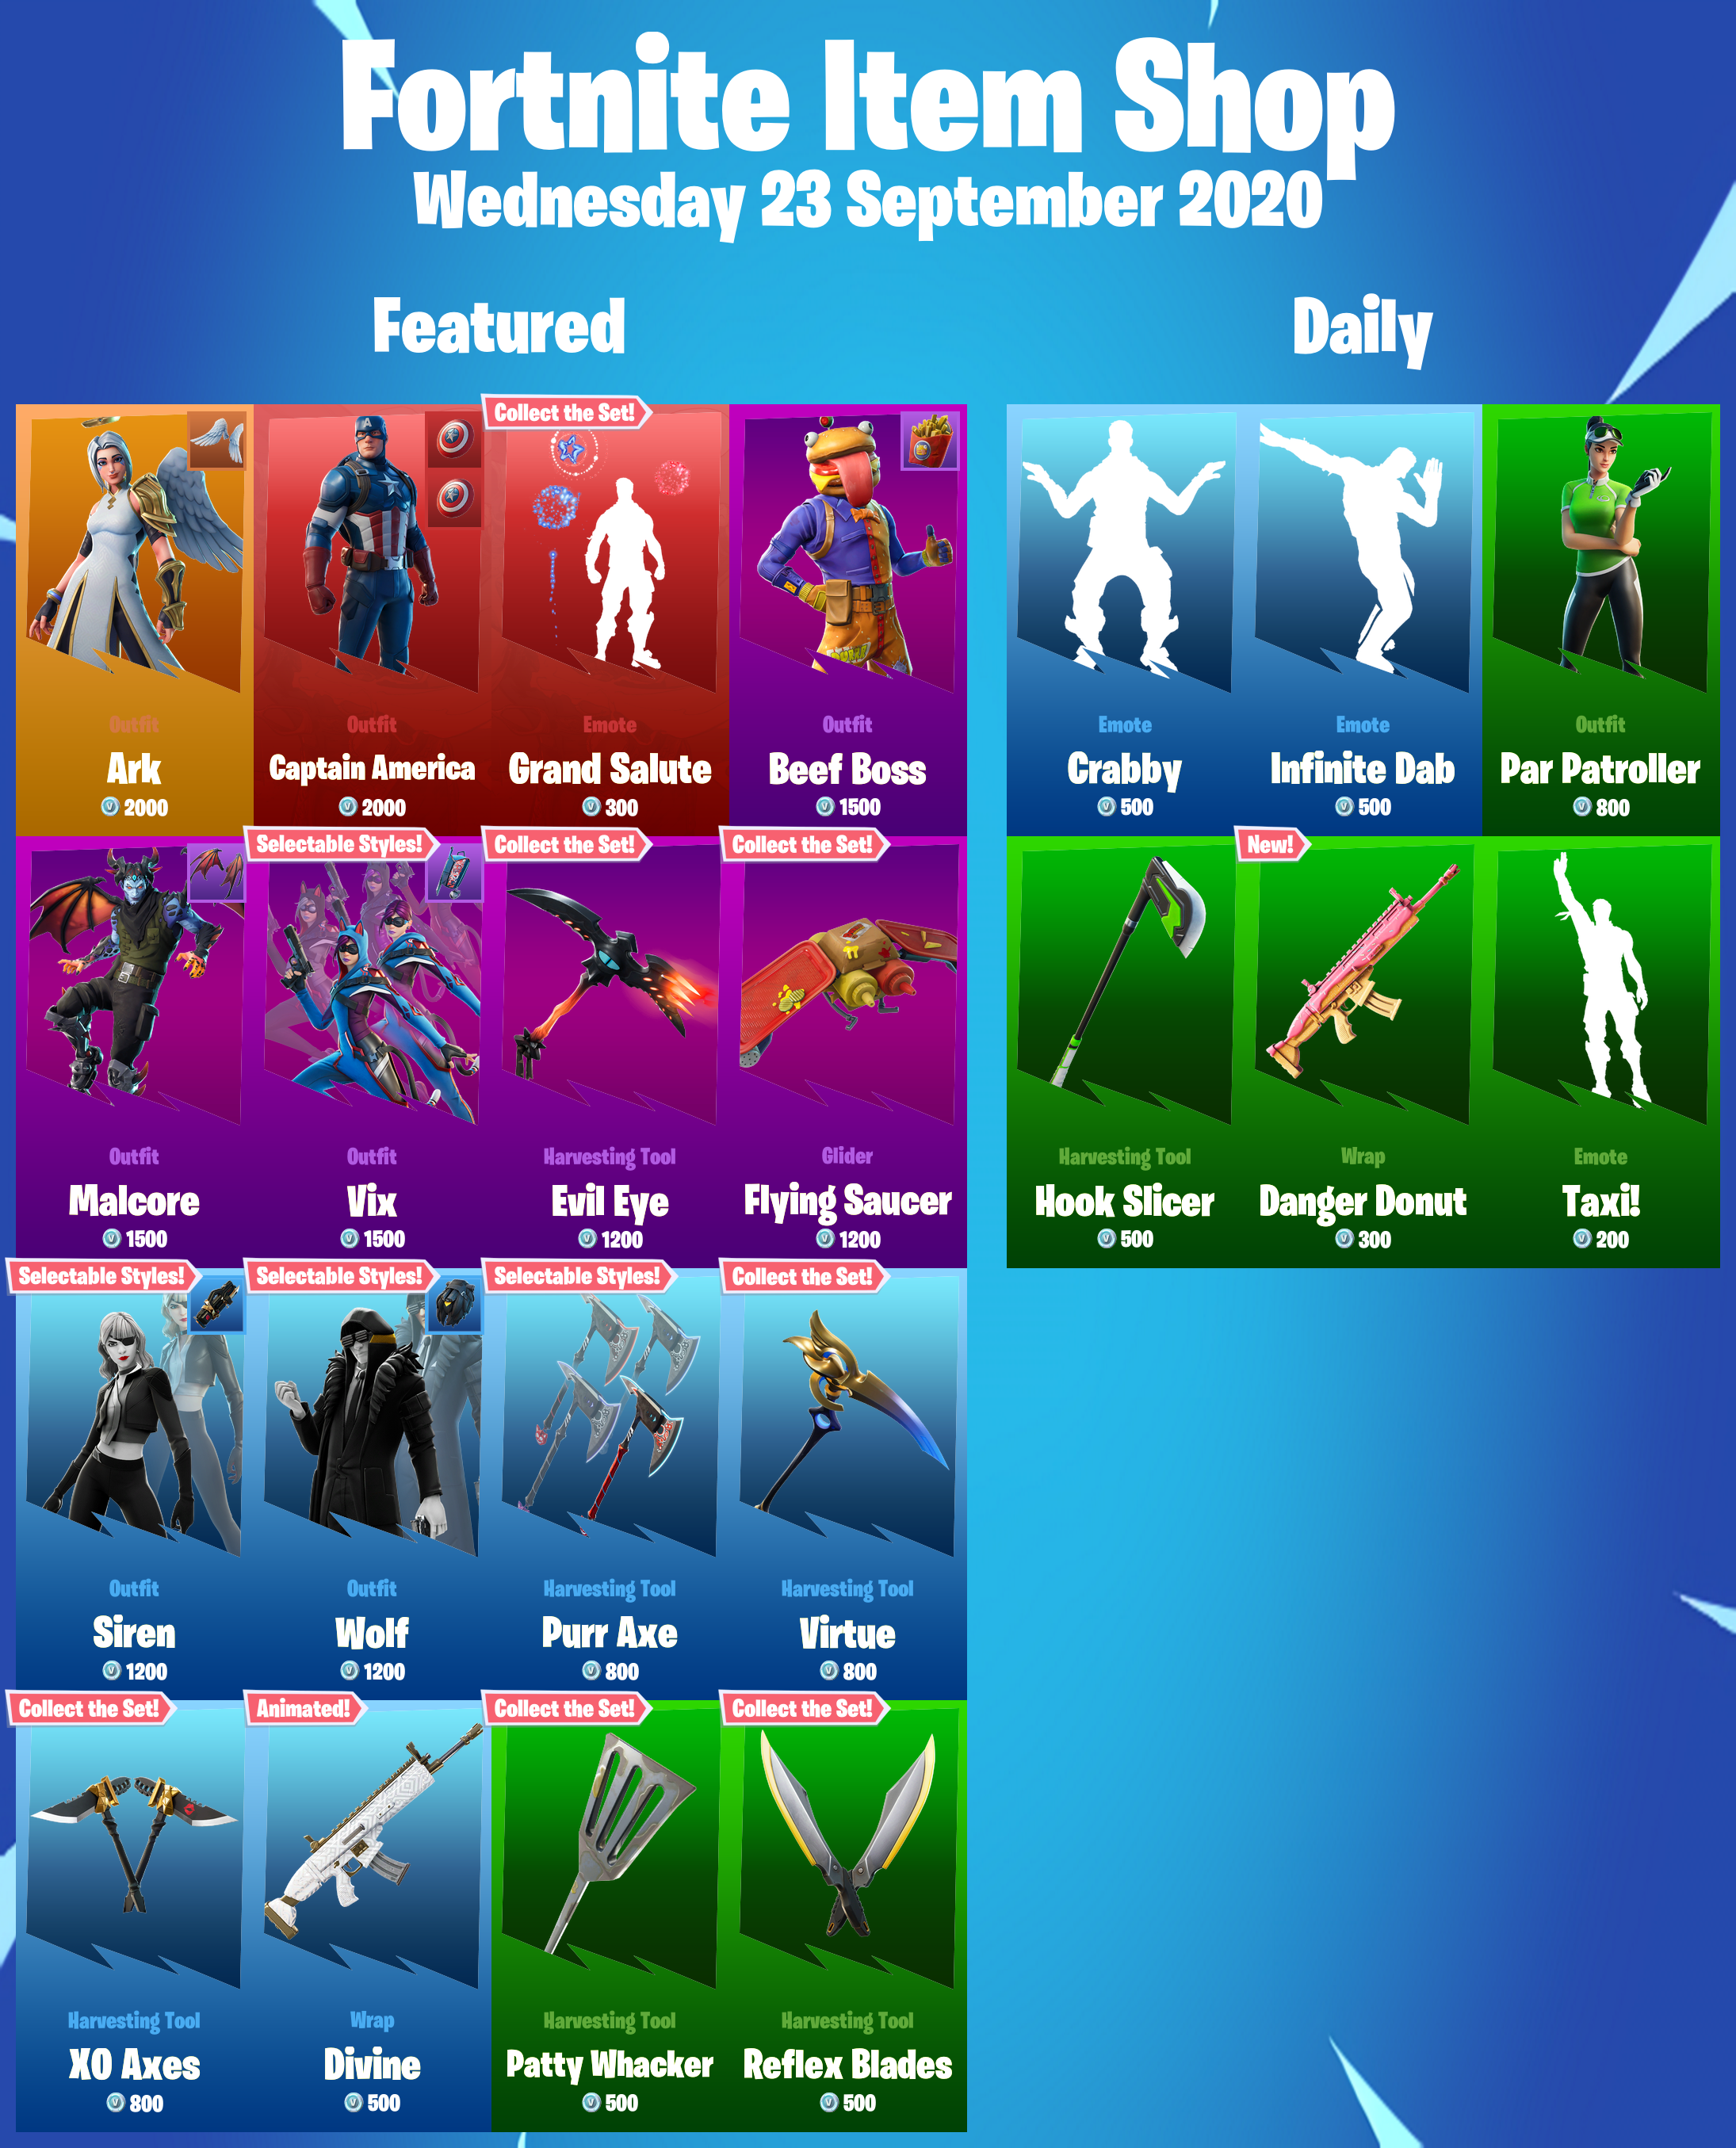 Fortnite Item Shop
Wednesday 23 September 2020
Featured
Outfit
Ark
2000
Outfit
Captain America
2000
Collect the Set!
Emote
Grand Salute
300
Outfit
Beef Boss
1500
Outfit
Malcore
1500
Selectable Styles!
Outfit
Vix
1500
Collect the Set!
Harvesting Tool
Evil Eye
1200
Collect the Set!
Glider
Flying Saucer
1200
Selectable Styles!
Outfit
Siren
1200
Selectable Styles!
Outfit
Wolf
1200
Selectable Styles!
Harvesting Tool
Purr Axe
800
Collect the Set!
Harvesting Tool
Virtue
800
Collect the Set!
Harvesting Tool
XO Axes
800
Animated!
Wrap
Divine
500
Collect the Set!
Harvesting Tool
Patty Whacker
500
Collect the Set!
Harvesting Tool
Reflex Blades
500
Daily
Emote
Crabby
500
Emote
Infinite Dab
500
Outfit
Par Patroller
800
Harvesting Tool
Hook Slicer
500
New!
Wrap
Danger Donut
300
Emote
Taxi!
200